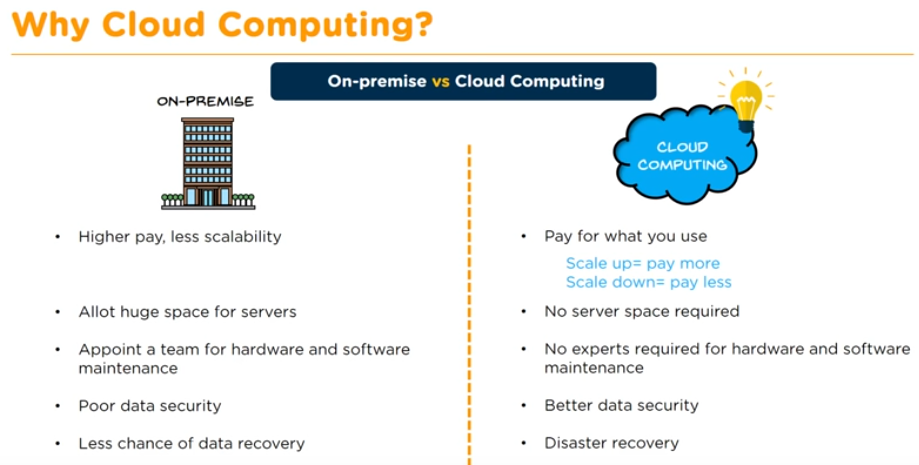 Why Cloud Computing?
On-premise vs Cloud Computing
ON-PREMISE
• Higher pay, less scalability
• Allot huge space for servers
• Appoint a team for hardware and software
maintenance
• Poor data security
• Less chance of data recovery
CLOUD
COMPUTING
• Pay for what you use
Scale up= pay more
Scale down= pay less
• No server space required
• No experts required for hardware and software
maintenance
• Better data security
• Disaster recovery